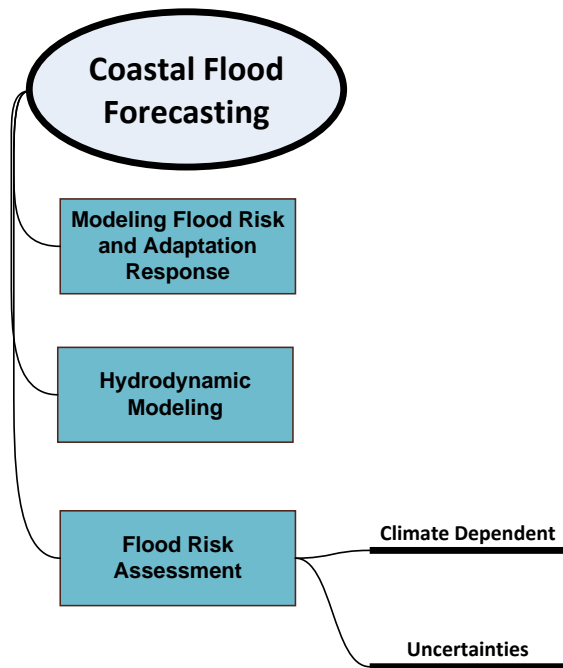 Coastal Flood
Forecasting
Modeling Flood Risk
and Adaptation
Response
Hydrodynamic
Modeling
Flood Risk
Assessment
Climate Dependent
Uncertainties